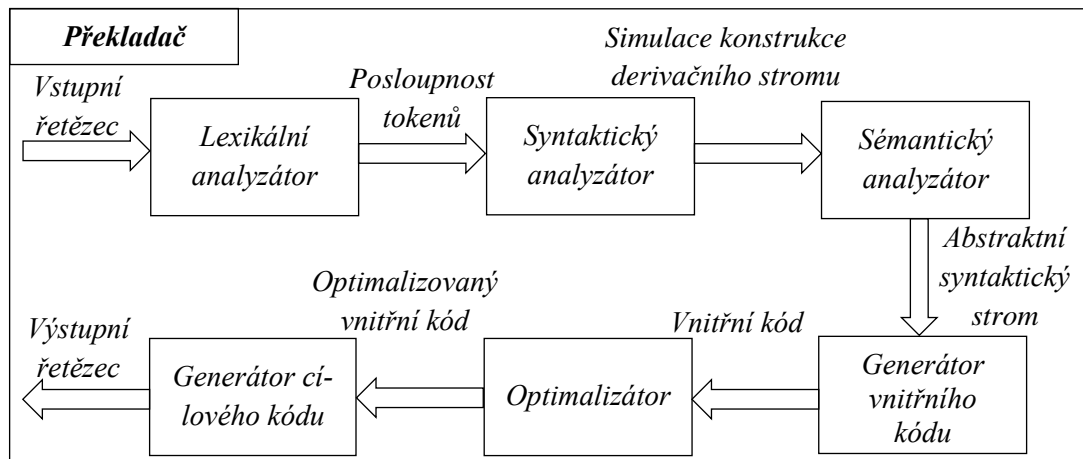 Překladač
Vstupní
řetězec
Lexikální
analyzátor
Posloupnost
tokenů
Syntaktický
analyzátor
Simulace konstrukce
derivačního stromu
Sémantický
analyzátor
Abstraktní
syntaktický
strom
Generátor
vnitřního
kódu
Vnitřní kód
Optimalizátor
Optimalizovaný
vnitřní kód
Generátor cí-
lového kódu
Výstupní
řetězec